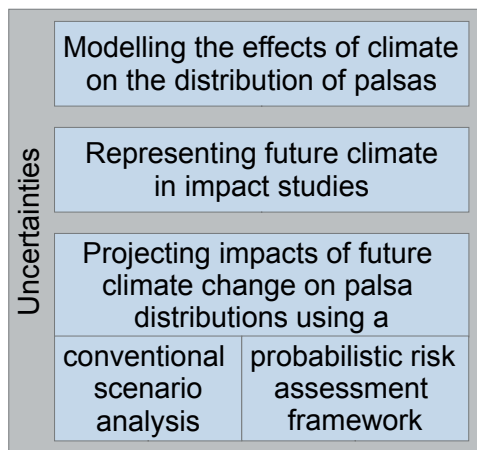 Uncertainties
Modelling the effects of climate
on the distribution of palsas
Representing future climate
in impact studies
Projecting impacts of future
climate change on palsa
distributions using a
conventional
scenario
analysis
probabilistic risk
assessment
framework